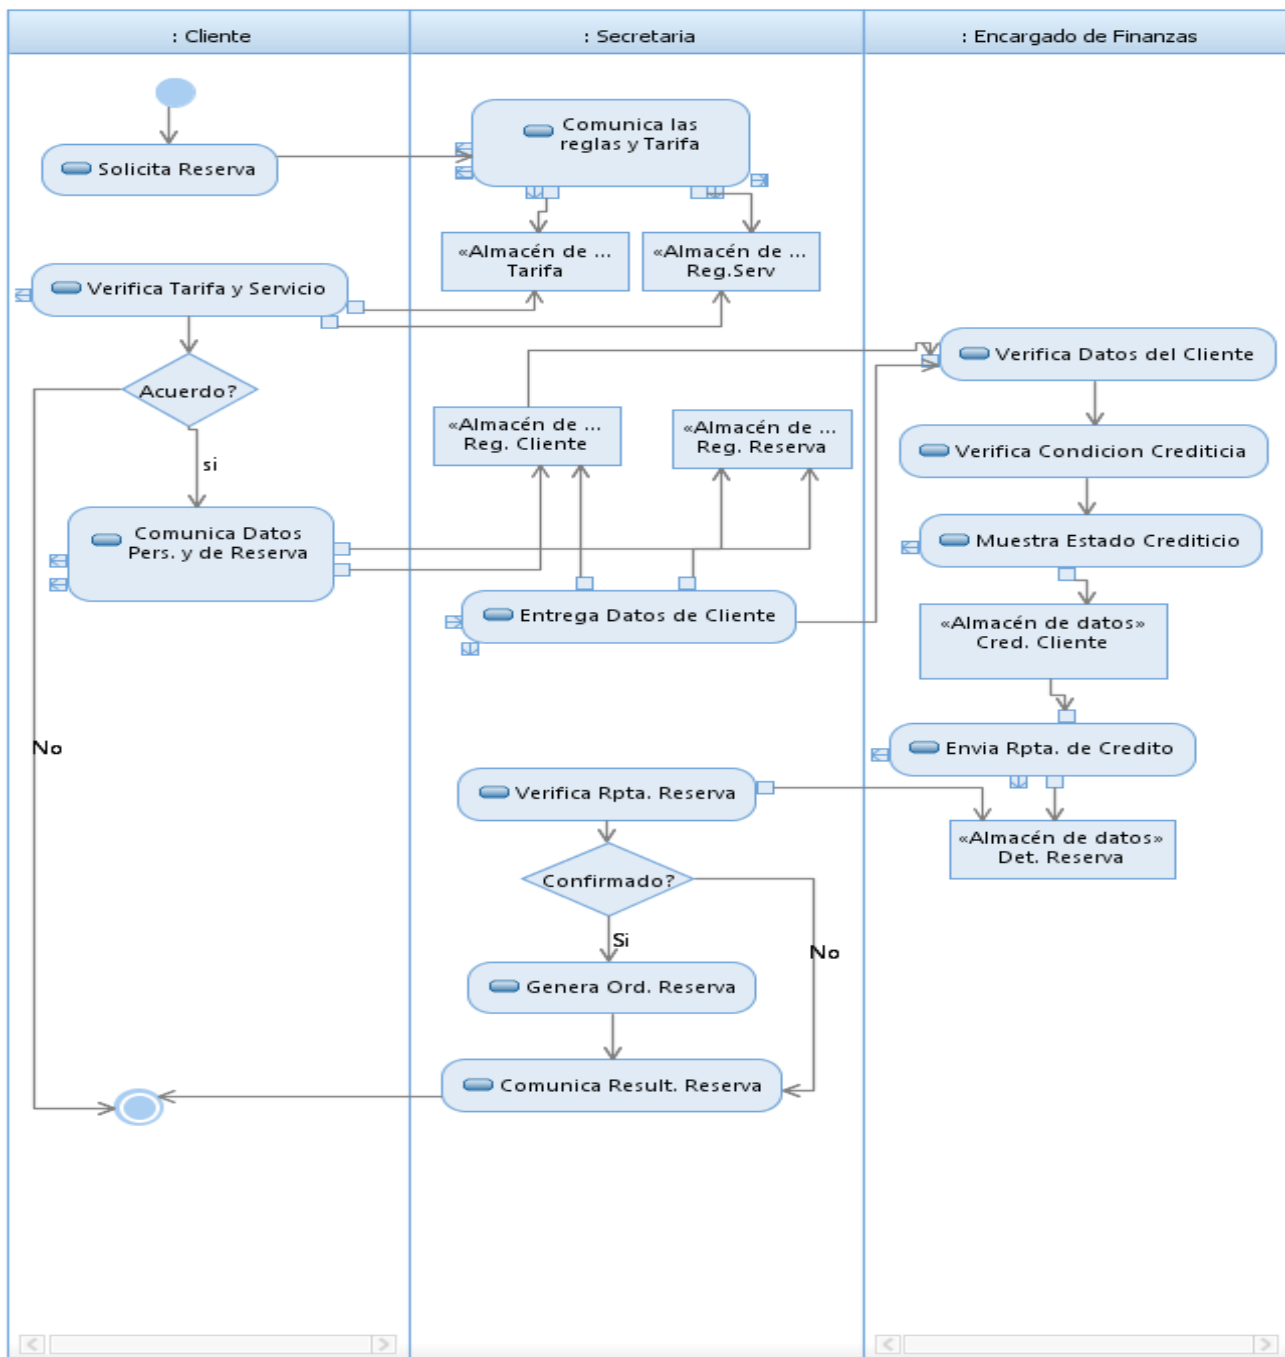 : Cliente
: Secretaria
: Encargado de Finanzas
Solicita Reserva
Comunica las
reglas y Tarifa
«Almacén de ...
Tarifa
«Almacén de ...
Reg.Serv
Verifica Tarifa y Servicio
Acuerdo?
si
No
Comunica Datos
Pers. y de Reserva
«Almacén de ...
Reg. Cliente
«Almacén de ...
Reg. Reserva
Entrega Datos de Cliente
Verifica Datos del Cliente
Verifica Condicion Crediticia
Muestra Estado Crediticio
«Almacén de datos»
Cred. Cliente
Envia Rpta. de Credito
«Almacén de datos»
Det. Reserva
Verifica Rpta. Reserva
Confirmado?
Si
No
Genera Ord. Reserva
Comunica Result. Reserva